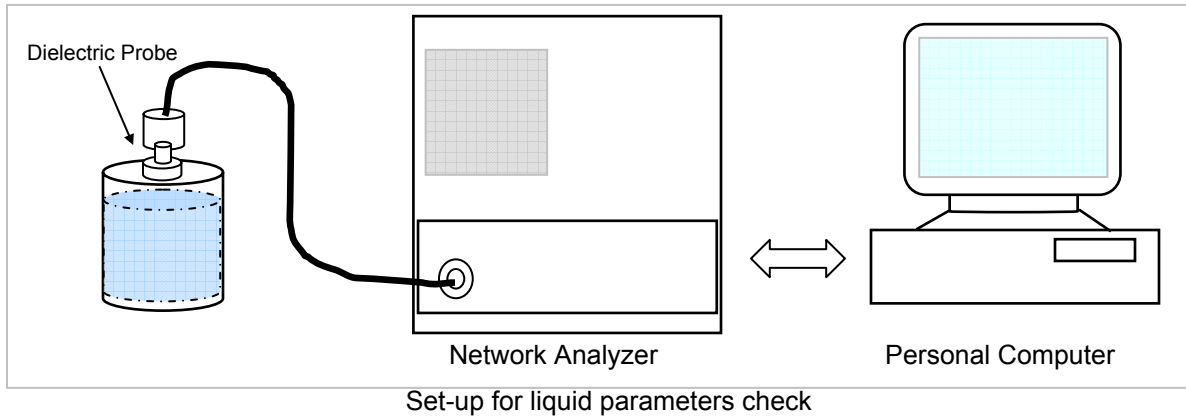 Dielectric Probe
Network Analyzer
Personal Computer
Set-up for liquid parameters check